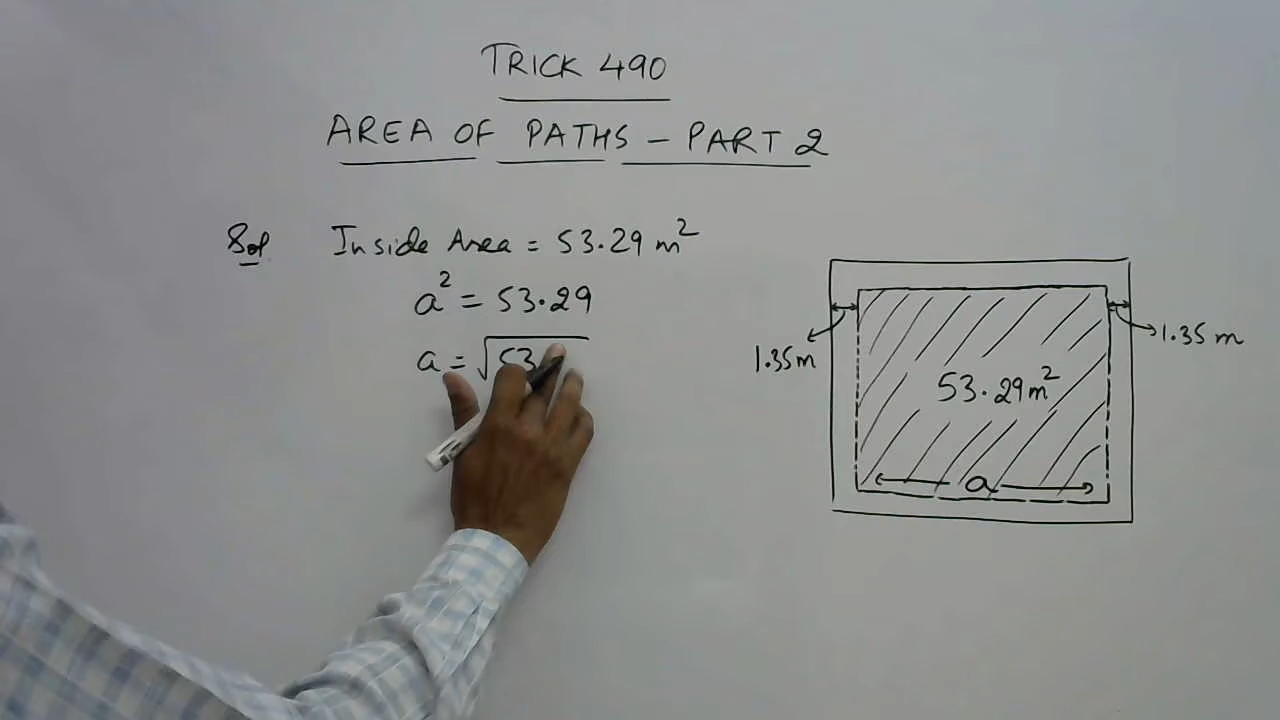 TRICK 490
AREA OF PATHS – PART 2
Sol Inside Area = 53.29 m²
a² = 53.29
a = √53.
1.35m
1.35 m
53.29m²
a